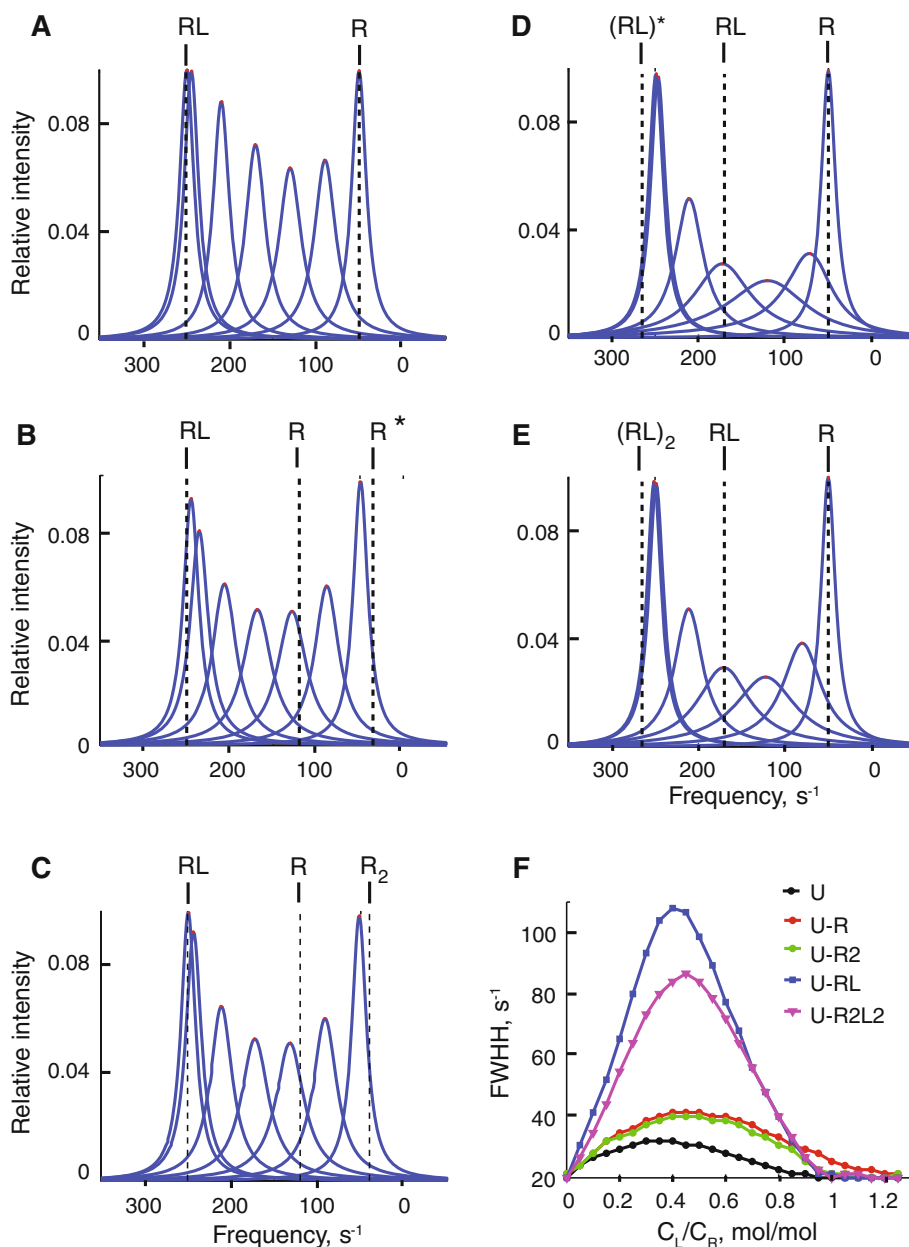 A
RL
R
Relative intensity
0.08
0.04
0
300
200
100
0
B
RL
R
R *
Relative intensity
0.08
0.04
0
300
200
100
0
C
RL
R
R2
Relative intensity
0.08
0.04
0
300
200
100
0
Frequency, s-1
D
(RL)*
RL
R
Relative intensity
0.08
0.04
0
300
200
100
0
E
(RL)2
RL
R
Relative intensity
0.08
0.04
0
300
200
100
0
Frequency, s-1
F
U
U-R
U-R2
U-RL
U-R2L2
FWHH, s-1
100
80
60
40
20
0
0.2
0.4
0.6
0.8
1
1.2
CL/CR, mol/mol